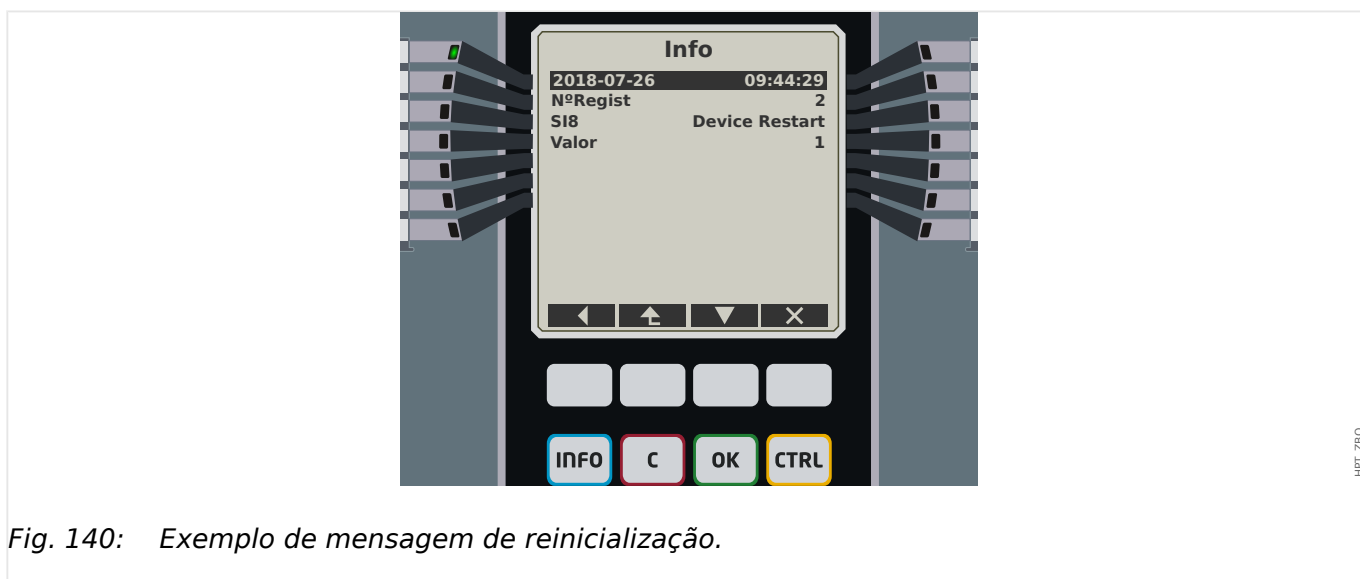 Info
2018-07-26 09:44:29
NºRegist 2
SI8 Device Restart
Valor 1
INFO C OK CTRL
HPT_ZBO
Fig. 140: Exemplo de mensagem de reinicialização.